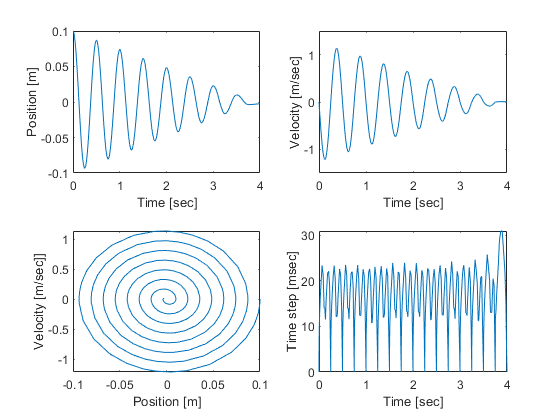 Position [m]
0.1
0.05
0
-0.05
-0.1
0 1 2 3 4
Time [sec]
Velocity [m/sec]
1
0
-1
0 1 2 3 4
Time [sec]
Velocity [m/sec]]
1
0.5
0
-0.5
-1
-0.1 -0.05 0 0.05 0.1
Position [m]
Time step [msec]
30
20
10
0
0 1 2 3 4
Time [sec]